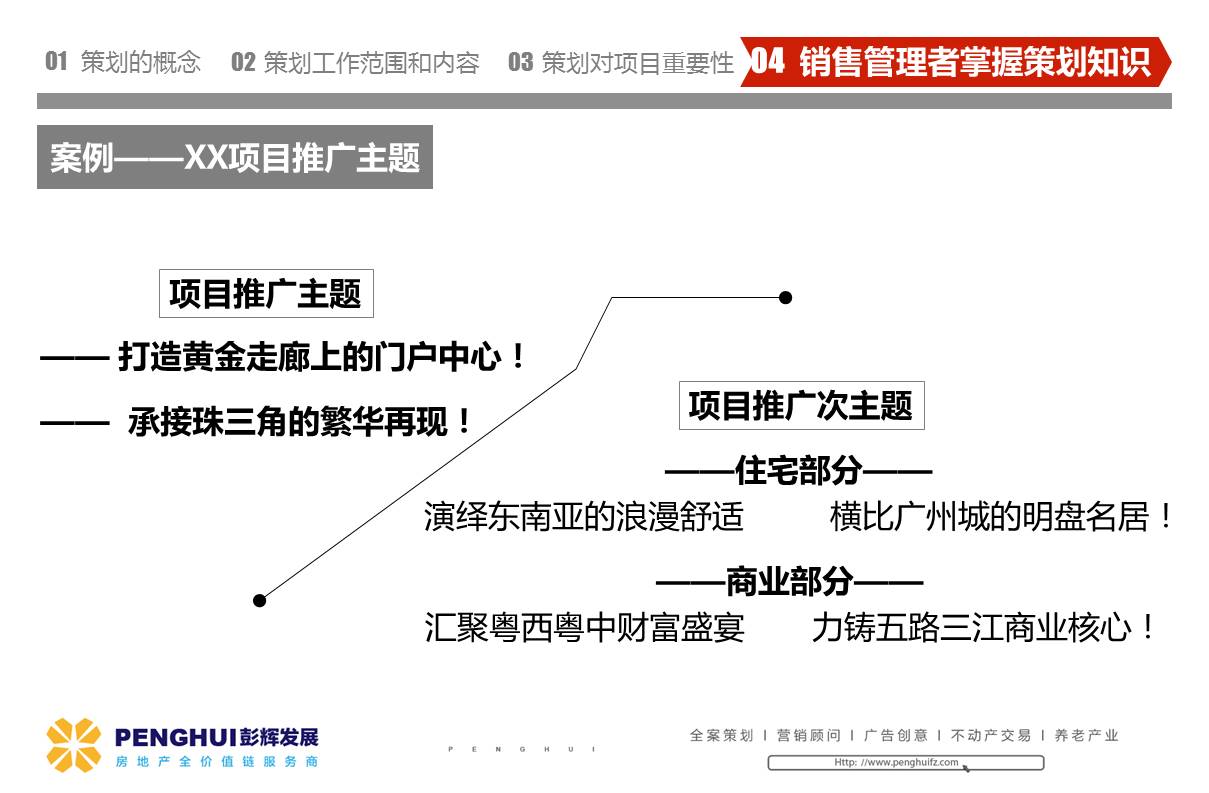 01 策划的概念 02 策划工作范围和内容 03 策划对项目重要性 04 销售管理者掌握策划知识
案例——XX项目推广主题
项目推广主题
—— 打造黄金走廊上的门户中心！
—— 承接珠三角的繁华再现！
项目推广次主题
——住宅部分——
演绎东南亚的浪漫舒适 横比广州城的明盘名居！
——商业部分——
汇聚粤西粤中财富盛宴 力铸五路三江商业核心！
PENGHUI彭辉发展
房地产全价值链服务商
PENGHUI
全案策划 I 营销顾问 I 广告创意 I 不动产交易 I 养老产业
Http: //www.penghuifz.com